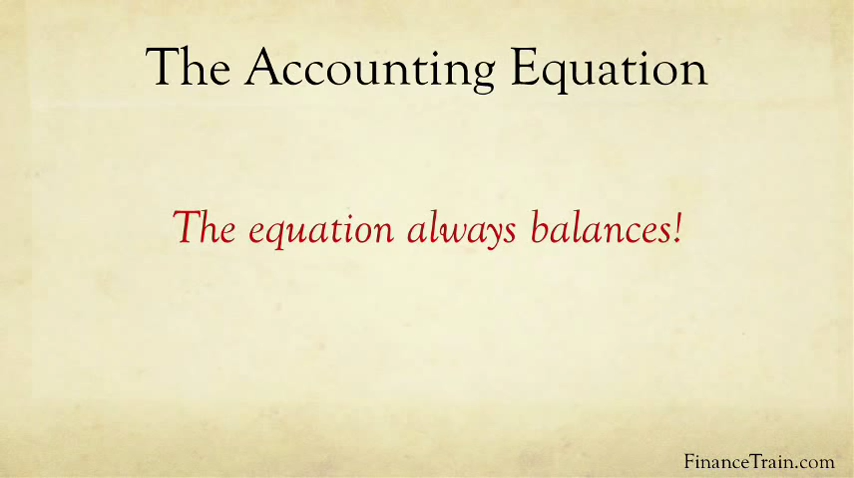 The Accounting Equation
The equation always balances!
FinanceTrain.com